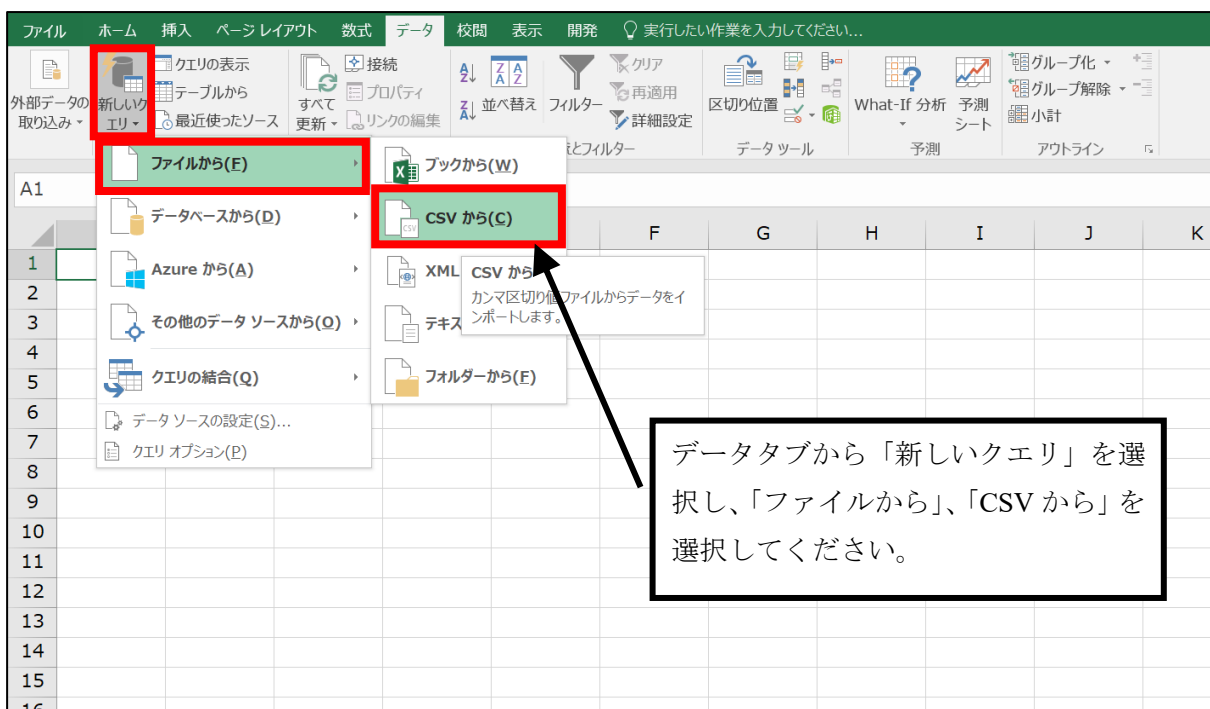 ファイル ホーム 挿入 ページ レイアウト 数式 データ 校閲 表示 開発 実行したい作業を入力してください...
外部データの
取り込み
新しいク
エリ
クエリの表示
テーブルから
最近使ったソース
すべて
更新
接続
プロパティ
リンクの編集
並べ替え
フィルター
クリア
再適用
詳細設定
区切り位置
What-If 分析
予測
シート
グループ化
グループ解除
小計
とフィルター
データ ツール
予測
アウトライン
A1
ファイルから(F)
データベースから(D)
Azure から(A)
その他のデータ ソースから(O)
クエリの結合(Q)
データ ソースの設定(S)...
クエリ オプション(P)
ブックから(W)
CSV から(C)
XML
テキス
フォルダーから(F)
CSV から
カンマ区切り値ファイルからデータをイ
ンポートします。
F G H I J K
1
2
3
4
5
6
7
8
9
10
11
12
13
14
15
16
データタブから「新しいクエリ」を選
択し、「ファイルから」、「CSV から」を
選択してください。